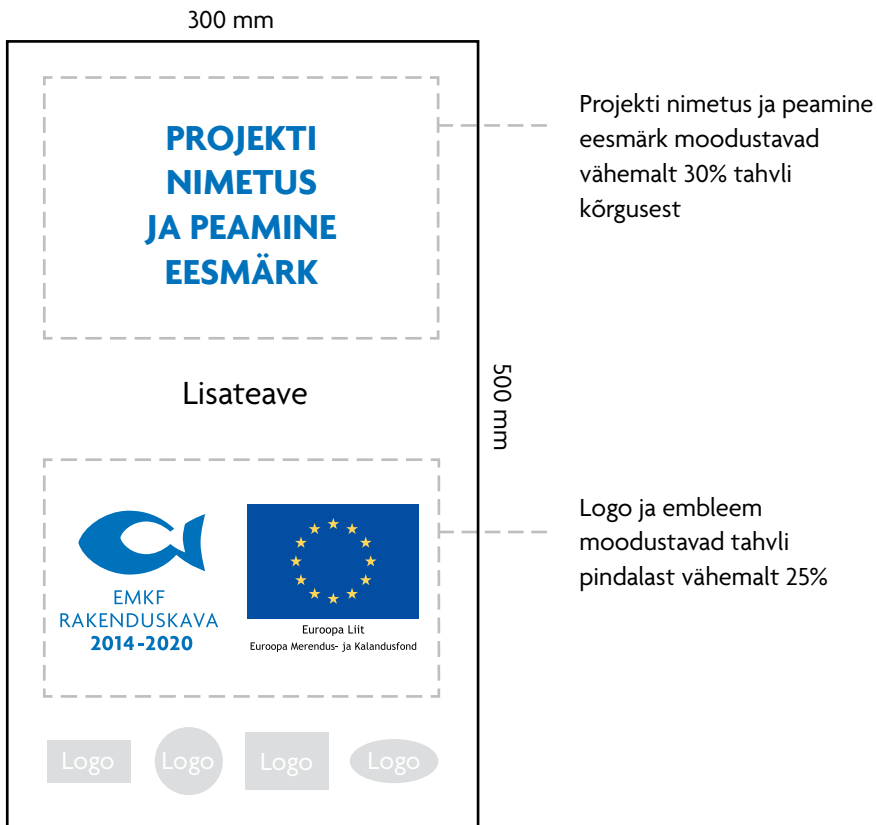 300 mm
PROJEKTI
NIMETUS
JA PEAMINE
EESMÄRK
Projekti nimetus ja peamine
eesmärk moodustavad
vähemalt 30% tahvli
kõrgusest
Lisateave
500 mm
EMKF
RAKENDUSKAVA
2014-2020
Euroopa Liit
Euroopa Merendus- ja Kalandusfond
Logo ja embleem
moodustavad tahvli
pindalast vähemalt 25%
Logo Logo Logo Logo